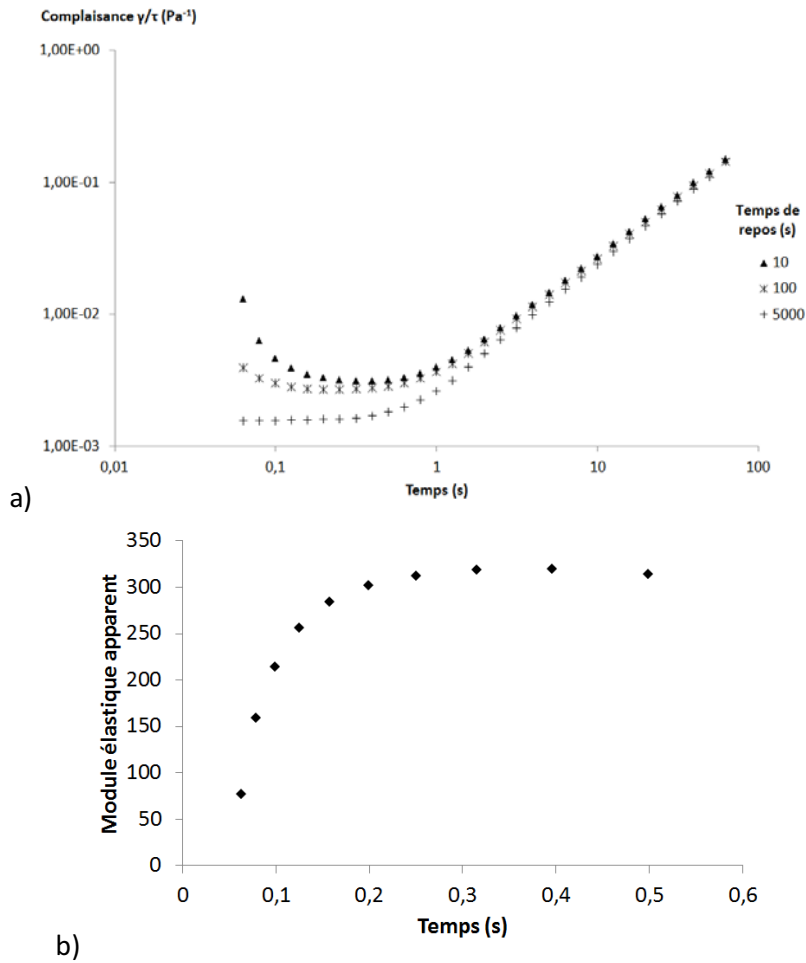 Complaisance γ/τ (Pa⁻¹)
1,00E+00
1,00E-01
1,00E-02
1,00E-03
0,01
0,1
1
10
100
Temps (s)
Temps de
repos (s)
10
100
5000
a)
Module élastique apparent
350
300
250
200
150
100
50
0
0
0,1
0,2
0,3
0,4
0,5
0,6
Temps (s)
b)